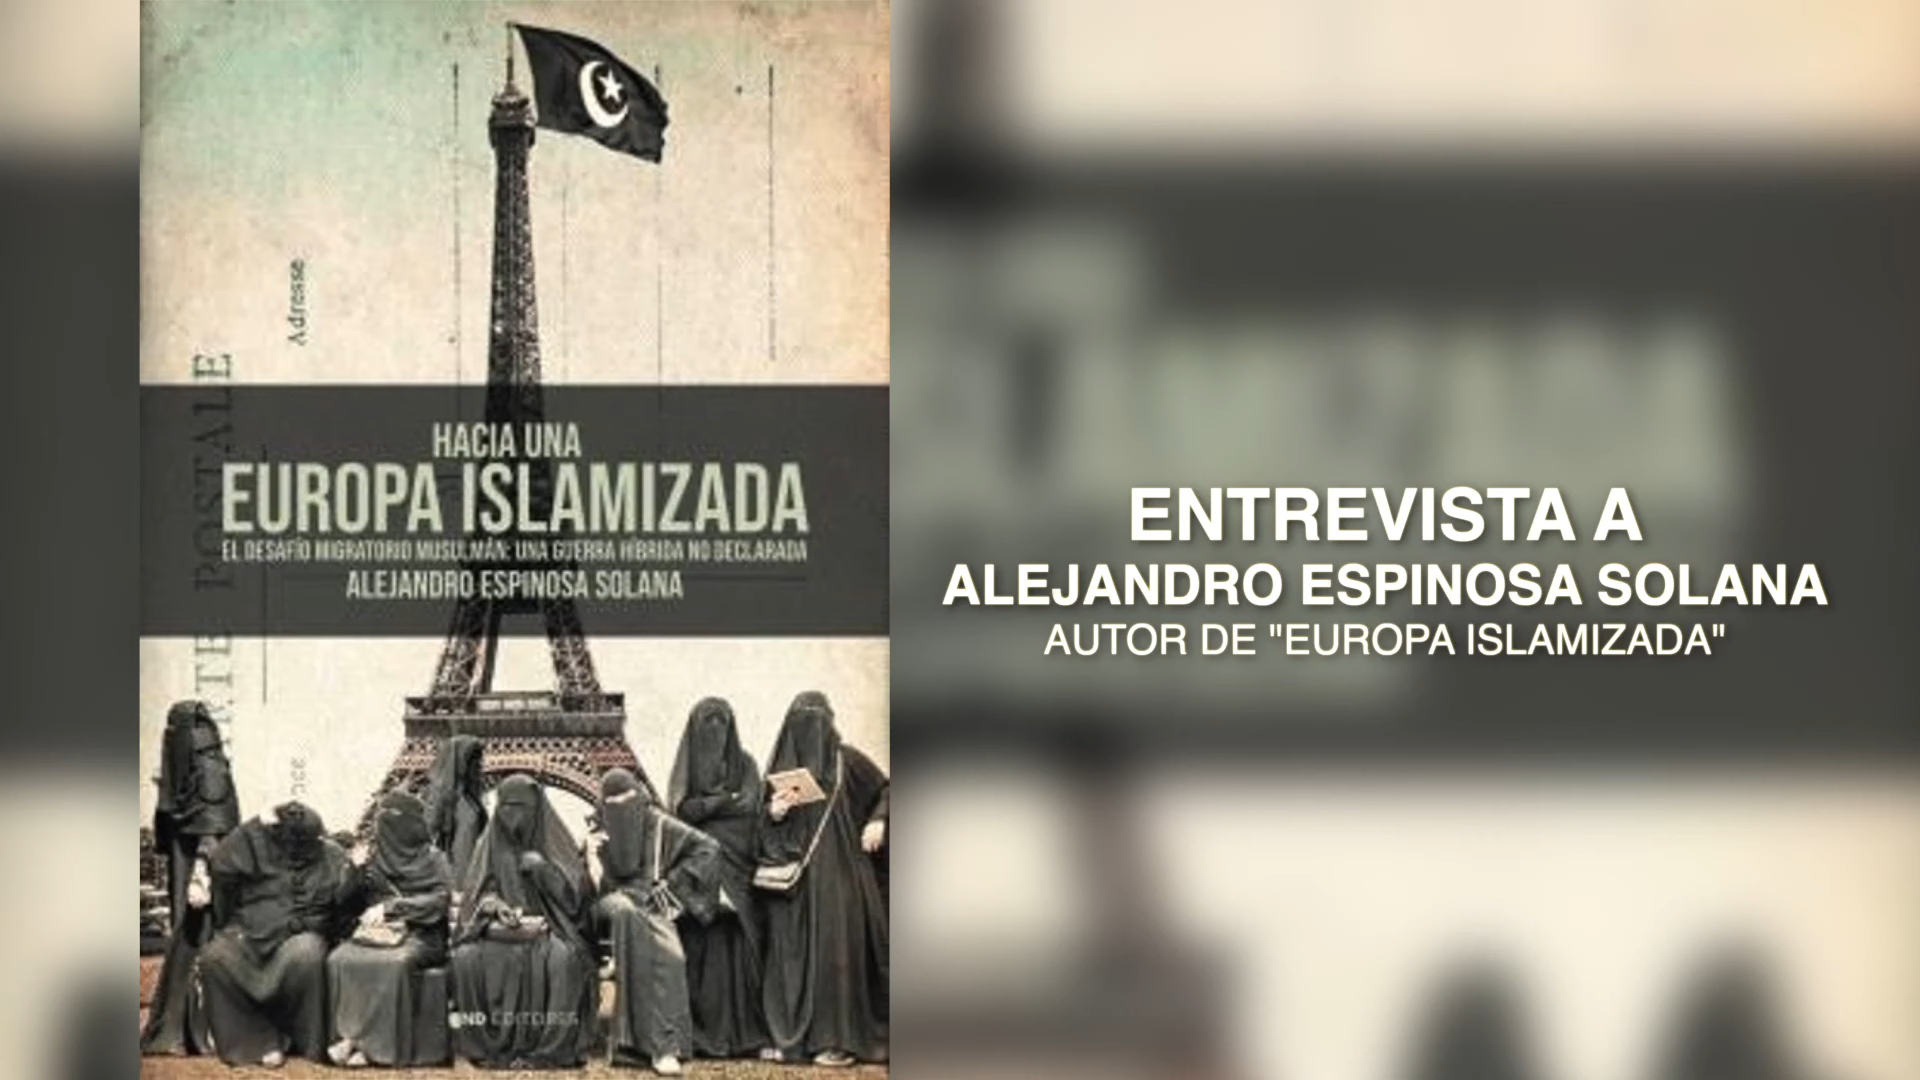 Adresse
HACIA UNA
EUROPA ISLAMIZADA
EL DESAFÍO MIGRATORIO MUSULMÁN: UNA GUERRA HÍBRIDA NO DECLARADA
ALEJANDRO ESPINOSA SOLANA
POSTALE
ND EDITORES
ENTREVISTA A
ALEJANDRO ESPINOSA SOLANA
AUTOR DE "EUROPA ISLAMIZADA"